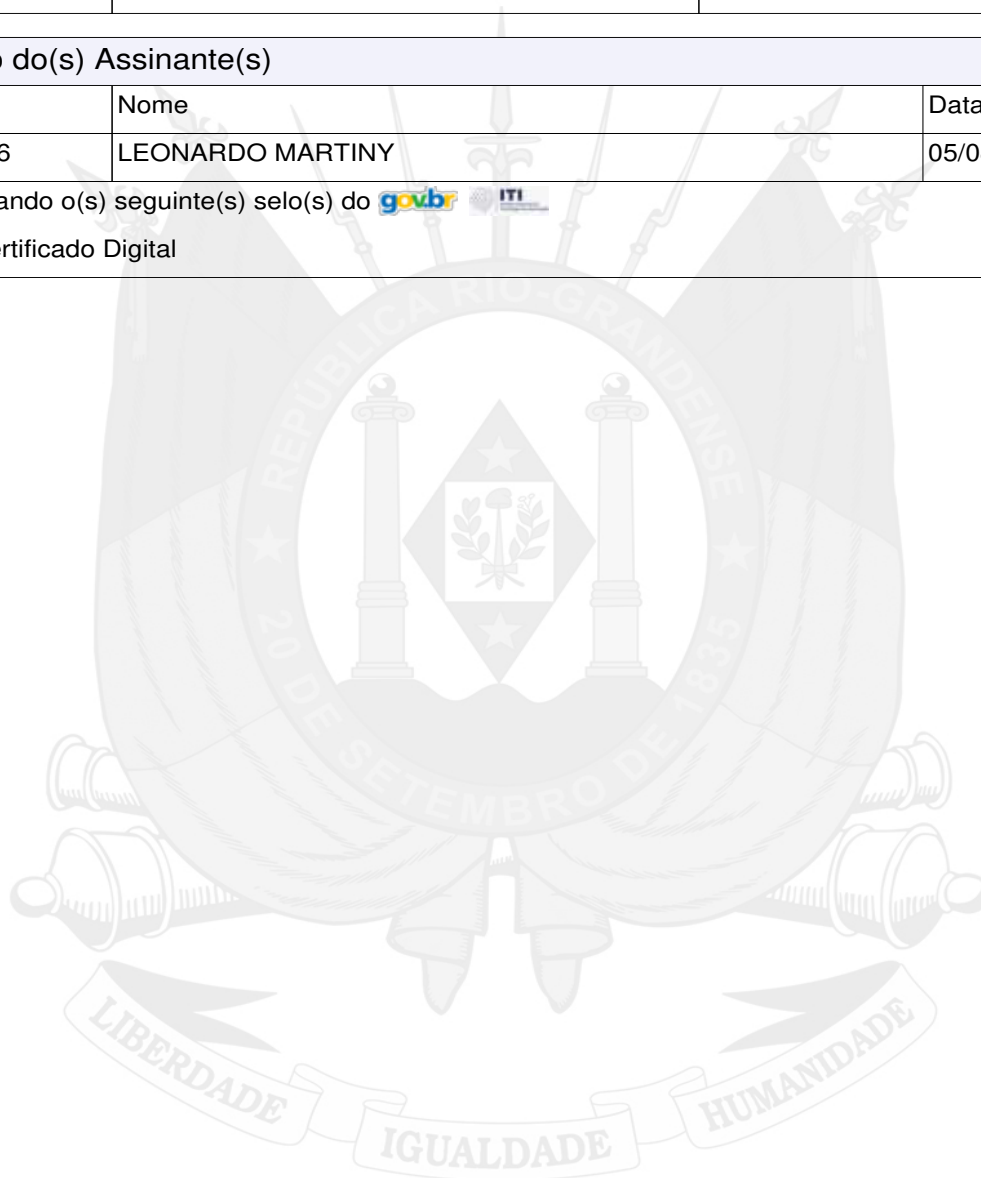 o do(s) Assinante(s)
Nome Data
6 LEONARDO MARTINY 05/0
ando o(s) seguinte(s) selo(s) do gov.br ITI
rtificado Digital
REPÚBLICA RIO-GRANDENSE
20 DE SETEMBRO DE 1835
LIBERDADE IGUALDADE HUMANIDADE